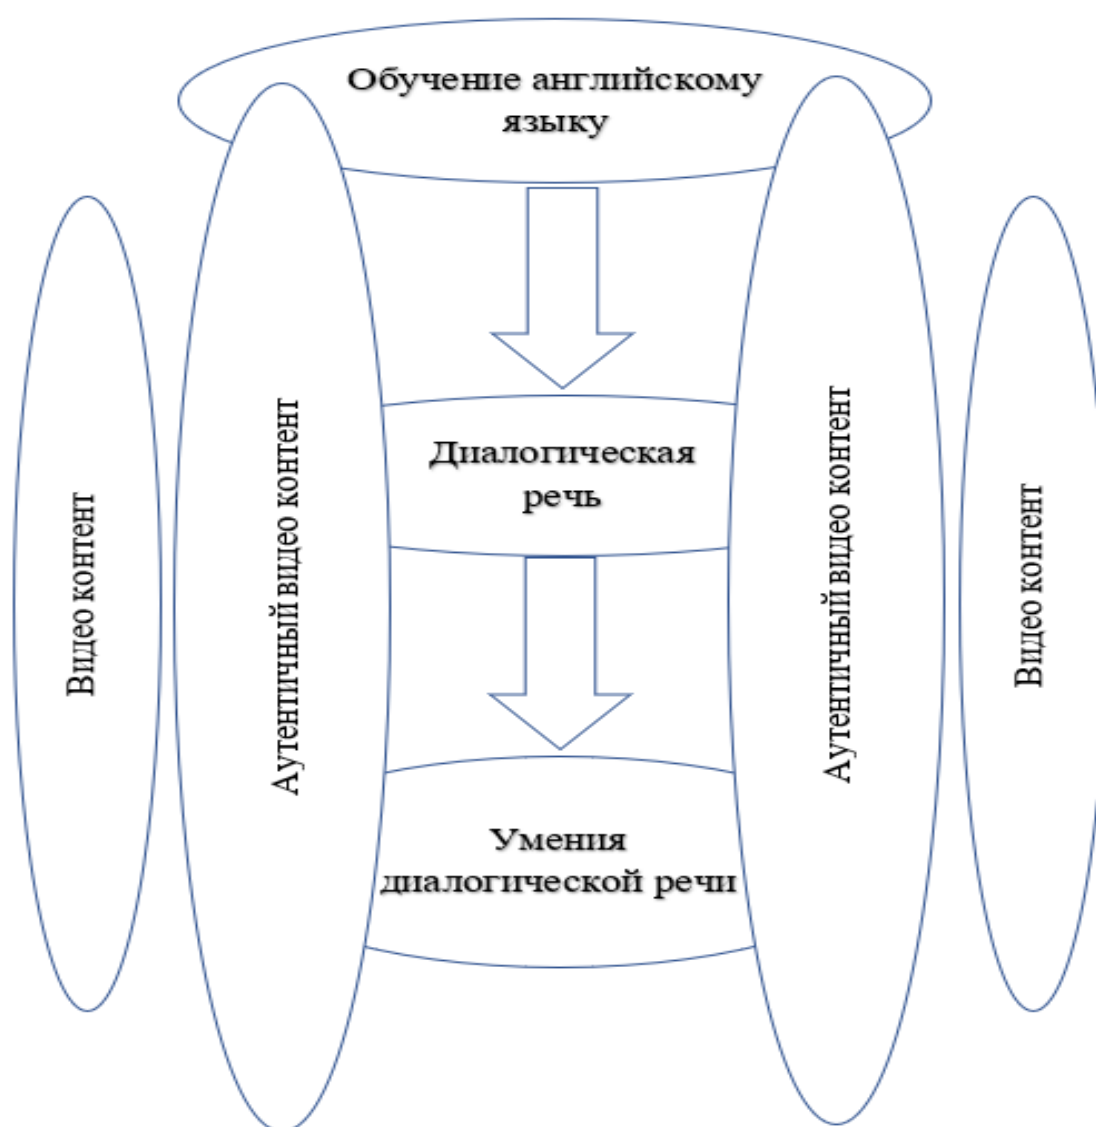 Обучение английскому
языку
Видео контент
Аутентичный видео контент
Диалогическая
речь
Аутентичный видео контент
Видео контент
Умения
диалогической речи